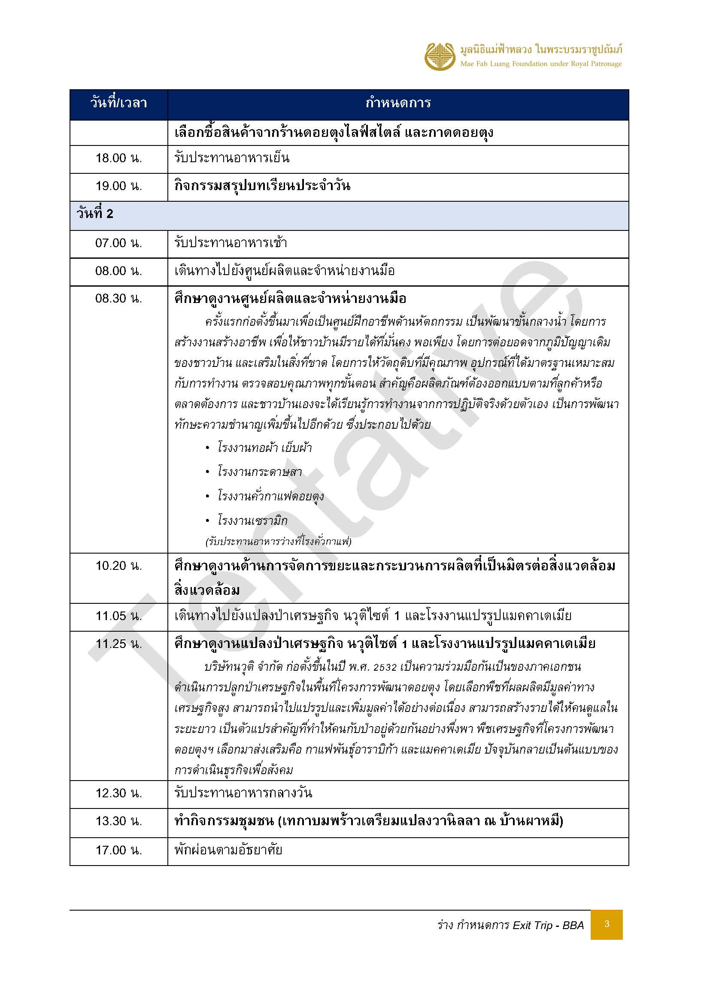 มูลนิธิแม่ฟ้าหลวง ในพระบรมราชูปถัมภ์
Mae Fah Luang Foundation under Royal Patronage
วันที่/เวลา กำหนดการ
เลือกซื้อสินค้าจากร้านดอยตุงไลฟ์สไตล์ และกาดดอยตุง
18.00 น. รับประทานอาหารเย็น
19.00 น. กิจกรรมสรุปบทเรียนประจำวัน
วันที่ 2
07.00 น. รับประทานอาหารเช้า
08.00 น. เดินทางไปยังศูนย์ผลิตและจำหน่ายงานมือ
08.30 น. ศึกษาดูงานศูนย์ผลิตและจำหน่ายงานมือ
ครั้งแรกก่อตั้งขึ้นมาเพื่อเป็นศูนย์ฝึกอาชีพด้านหัตถกรรม เป็นพัฒนาขั้นกลางน้ำ โดยการ
สร้างงานสร้างอาชีพ เพื่อให้ชาวบ้านมีรายได้ที่มั่นคง พอเพียง โดยการต่อยอดจากภูมิปัญญาเดิม
ของชาวบ้าน และเสริมในสิ่งที่ขาด โดยการให้วัตถุดิบที่มีคุณภาพ อุปกรณ์ที่ได้มาตรฐานเหมาะสม
กับการทำงาน ตรวจสอบคุณภาพทุกขั้นตอน สำคัญคือผลิตภัณฑ์ต้องออกแบบตามที่ลูกค้าหรือ
ตลาดต้องการ และชาวบ้านเองจะได้เรียนรู้การทำงานจากการปฏิบัติจริงด้วยตัวเอง เป็นการพัฒนา
ทักษะความชำนาญเพิ่มขึ้นไปอีกด้วย ซึ่งประกอบไปด้วย
• โรงงานทอผ้า เย็บผ้า
• โรงงานกระดาษสา
• โรงงานคั่วกาแฟดอยตุง
• โรงงานเซรามิก
(รับประทานอาหารว่างที่โรงคั่วกาแฟ)
10.20 น. ศึกษาดูงานด้านการจัดการขยะและกระบวนการผลิตที่เป็นมิตรต่อสิ่งแวดล้อม
สิ่งแวดล้อม
11.05 น. เดินทางไปยังแปลงป่าเศรษฐกิจ นวุติไซต์ 1 และโรงงานแปรรูปแมคคาเดเมีย
11.25 น. ศึกษาดูงานแปลงป่าเศรษฐกิจ นวุติไซต์ 1 และโรงงานแปรรูปแมคคาเดเมีย
บริษัทนวุติ จำกัด ก่อตั้งขึ้นในปี พ.ศ. 2532 เป็นความร่วมมือกันเป็นของภาคเอกชน
ดำเนินการปลูกป่าเศรษฐกิจในพื้นที่โครงการพัฒนาดอยตุง โดยเลือกพืชที่ผลผลิตมีมูลค่าทาง
เศรษฐกิจสูง สามารถนำไปแปรรูปและเพิ่มมูลค่าได้อย่างต่อเนื่อง สามารถสร้างรายได้ให้คนดูแลใน
ระยะยาว เป็นตัวแปรสำคัญที่ทำให้คนกับป่าอยู่ด้วยกันอย่างพึ่งพา พืชเศรษฐกิจที่โครงการพัฒนา
ดอยตุงฯ เลือกมาส่งเสริมคือ กาแฟพันธุ์อาราบิก้า และแมคคาเดเมีย ปัจจุบันกลายเป็นต้นแบบของ
การดำเนินธุรกิจเพื่อสังคม
12.30 น. รับประทานอาหารกลางวัน
13.30 น. ทำกิจกรรมชุมชน (เทกาบมพร้าวเตรียมแปลงวานิลลา ณ บ้านผาหมี)
17.00 น. พักผ่อนตามอัธยาศัย
Tentative
ร่าง กำหนดการ Exit Trip - BBA 3